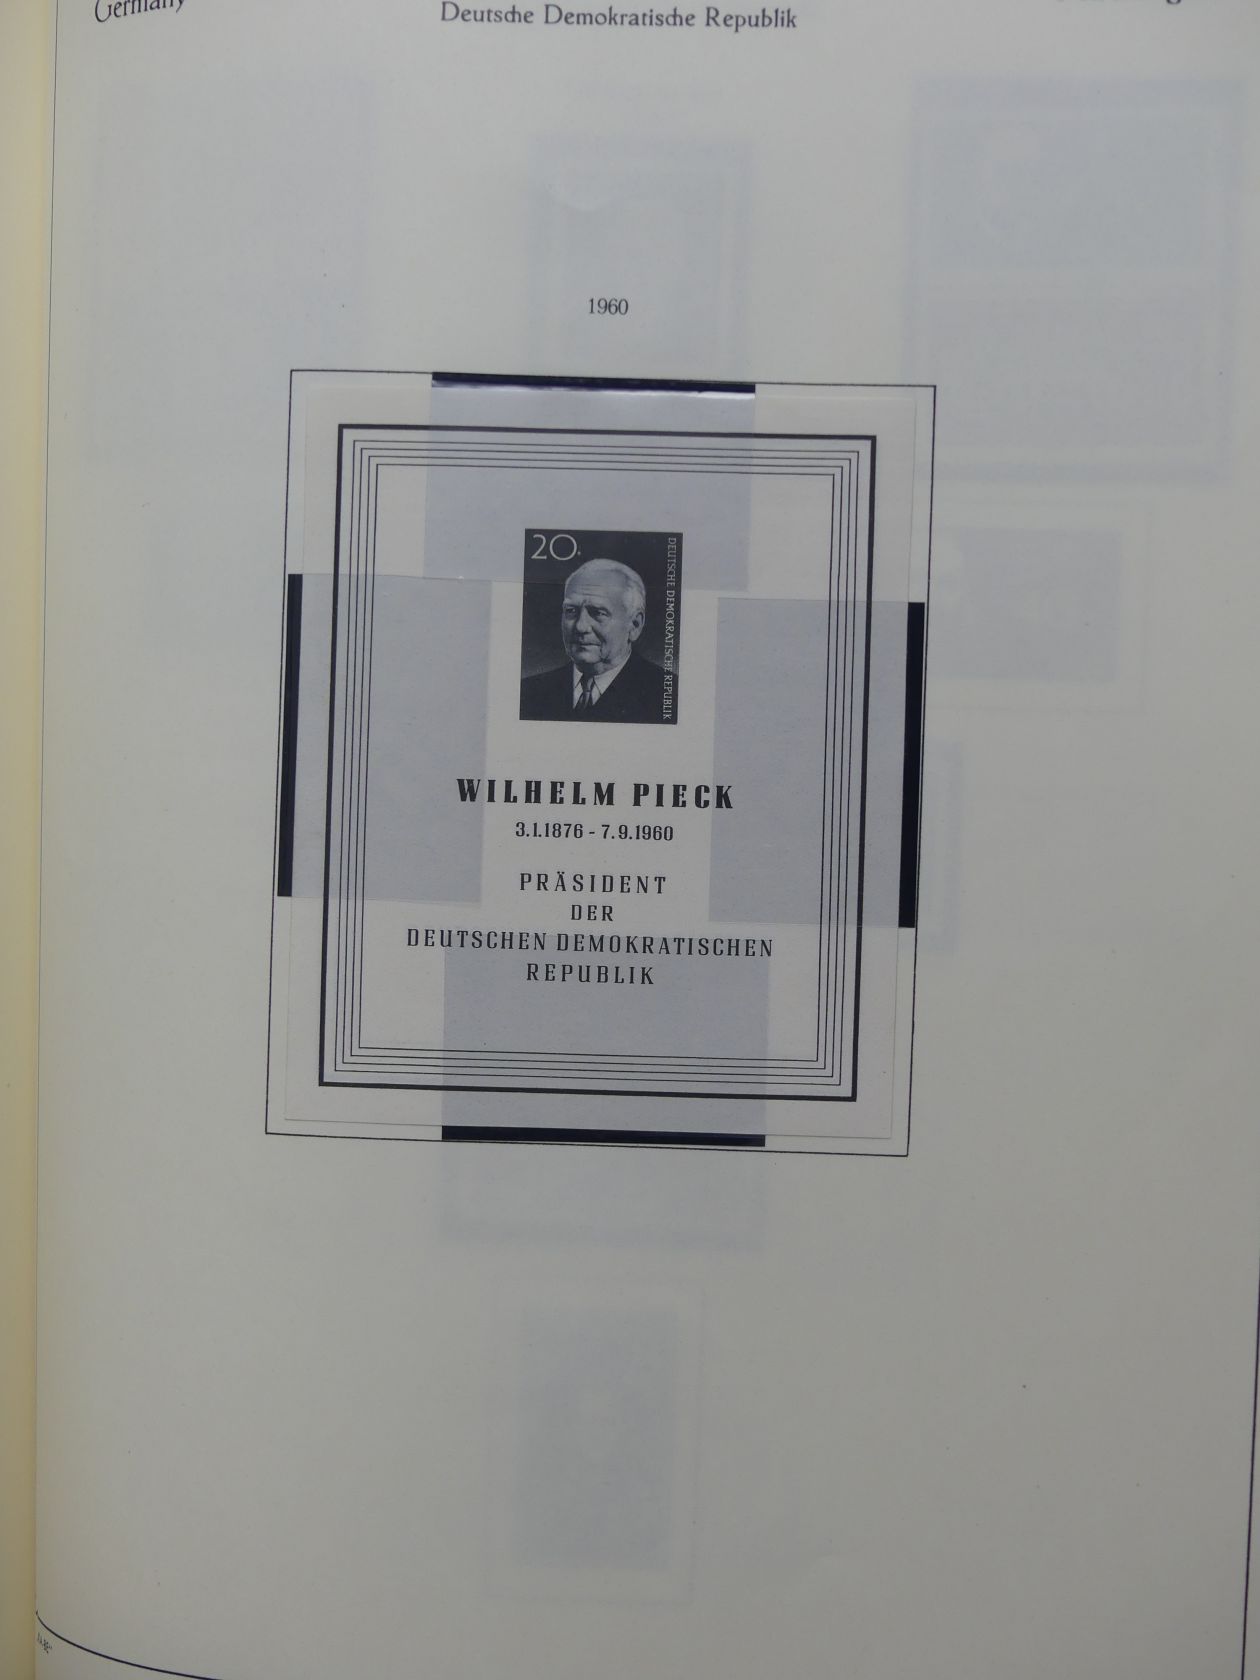 Germany
Deutsche Demokratische Republik
1960
20
DEUTSCHE DEMOKRATISCHE REPUBLIK
WILHELM PIECK
3.1.1876 - 7.9.1960
PRÄSIDENT
DER
DEUTSCHEN DEMOKRATISCHEN
REPUBLIK